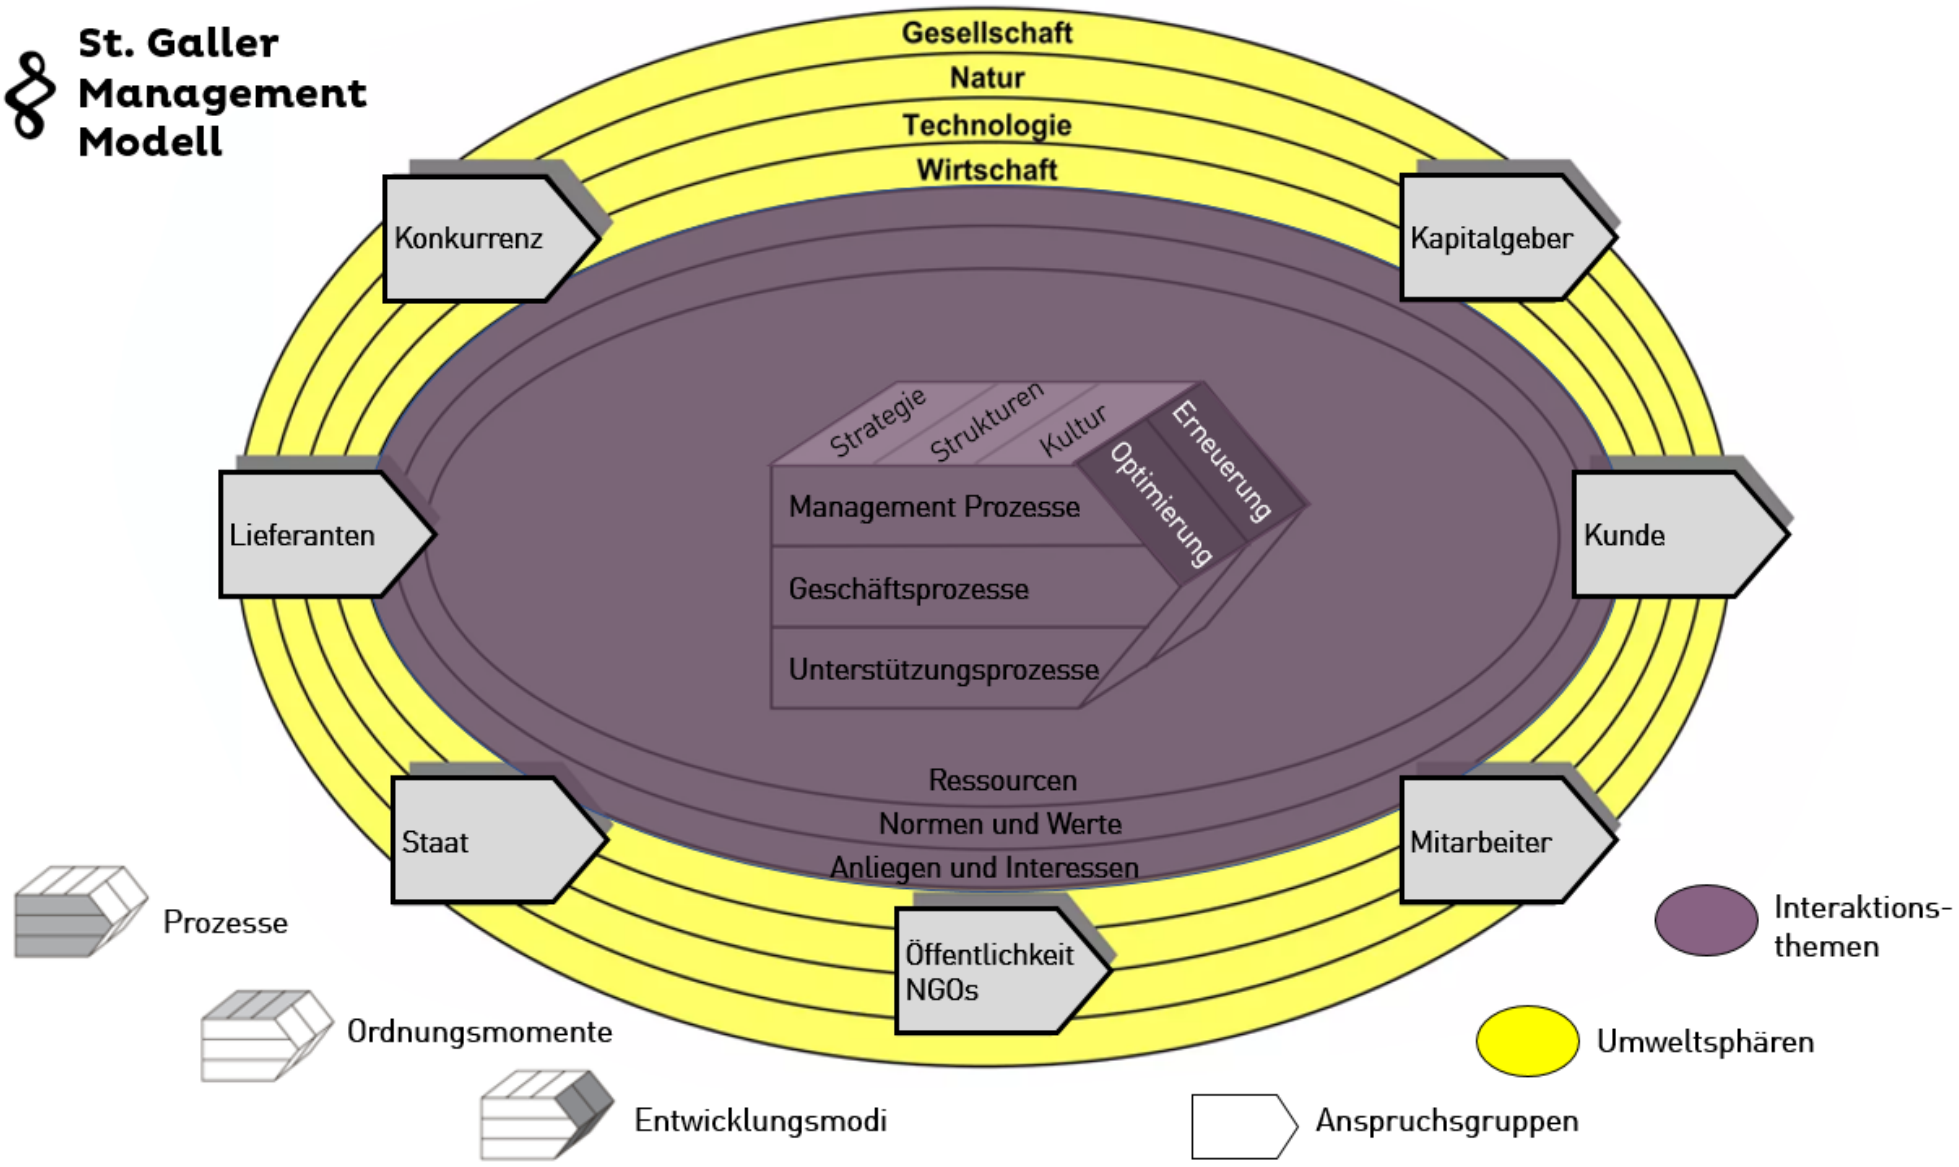 St. Galler
Management
Modell
Gesellschaft
Natur
Technologie
Wirtschaft
Konkurrenz
Kapitalgeber
Strategie
Strukturen
Kultur
Erneuerung
Optimierung
Management Prozesse
Geschäftsprozesse
Unterstützungsprozesse
Lieferanten
Kunde
Ressourcen
Normen und Werte
Anliegen und Interessen
Staat
Mitarbeiter
Öffentlichkeit
NGOs
Prozesse
Ordnungsmomente
Entwicklungsmodi
Interaktions-
themen
Umweltsphären
Anspruchsgruppen